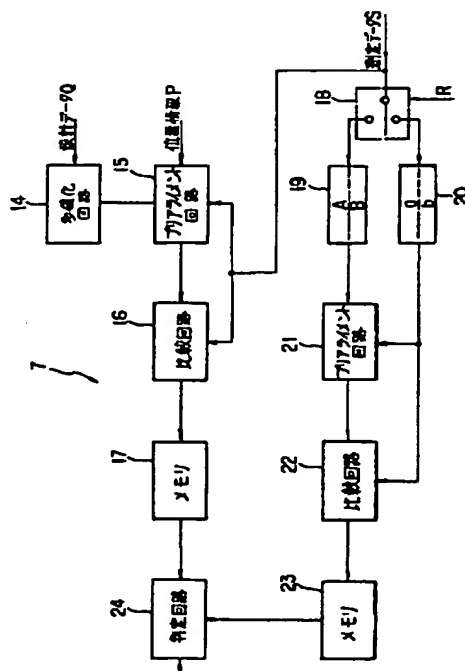 7
24
判定回路
17
メモリ
16
比較回路
15
プリアライメント
回路
14
多値化
回路
設計データQ
位置情報P
測定データS
23
メモリ
22
比較回路
21
プリアライメント
回路
19
A
B
20
a
b
18
R